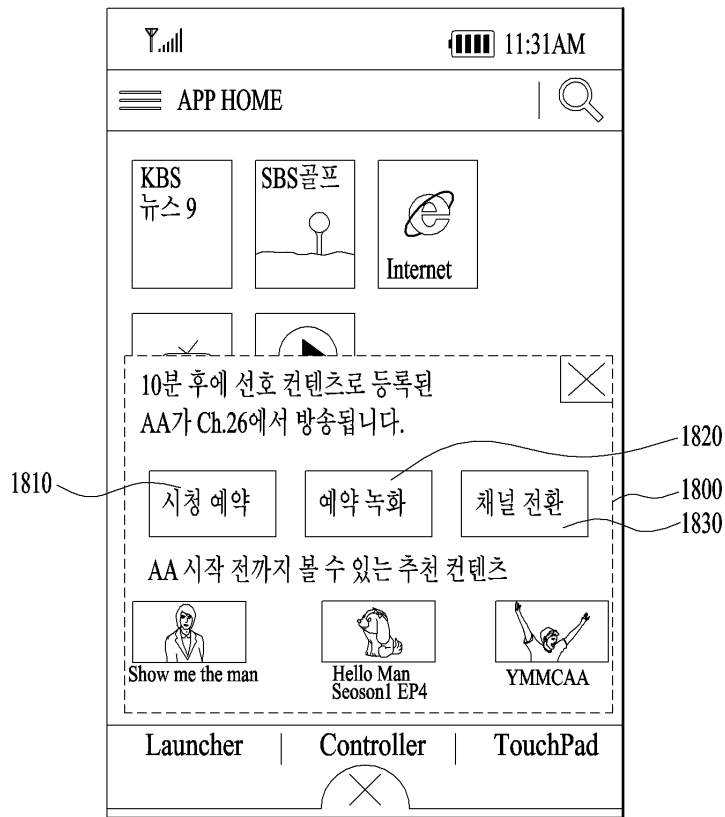 11:31AM
APP HOME
KBS
뉴스 9
SBS골프
Internet
10분 후에 선호 컨텐츠로 등록된
AA가 Ch.26에서 방송됩니다.
1820
1810
시청 예약
예약 녹화
채널 전환
1800
1830
AA 시작 전까지 볼 수 있는 추천 컨텐츠
Show me the man
Hello Man
Seoson1 EP4
YMMCAA
Launcher
Controller
TouchPad